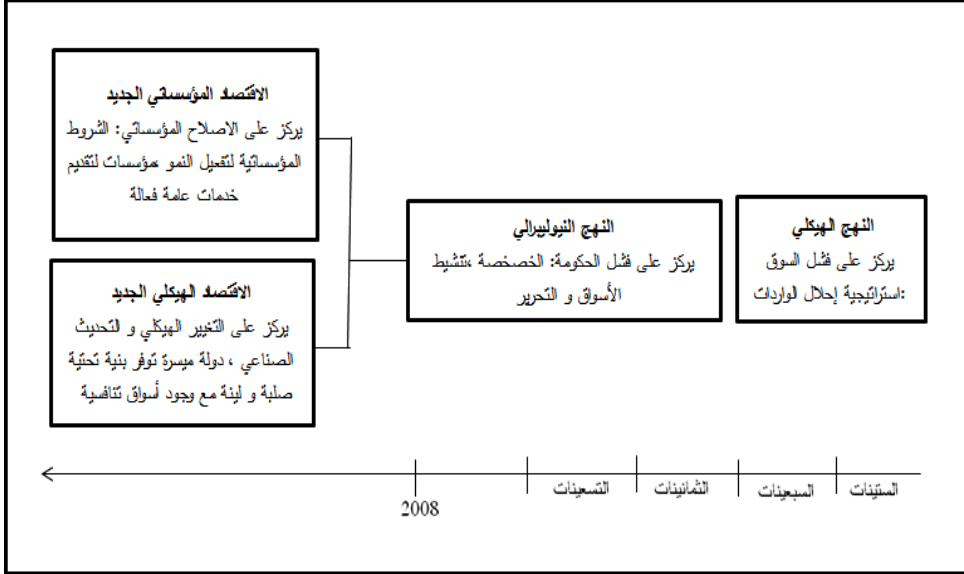 الاقتصاد المؤسساتي الجديد
يركز على الاصلاح المؤسساتي: الشروط
المؤسساتية لتفعيل النمو ،مؤسسات لتقديم
خدمات عامة فعالة
النهج الهيكلي
يركز على فشل السوق
:استراتيجية إحلال الواردات
النهج النيوليبرالي
يركز على فشل الحكومة: الخصخصة ،تنشيط
الأسواق و التحرير
الاقتصاد الهيكلي الجديد
يركز على التغيير الهيكلي و التحديث
الصناعي ، دولة ميسرة توفر بنية تحتية
صلبة و لينة مع وجود أسواق تنافسية
الستينات
السبعينات
الثمانينات
التسعينات
2008